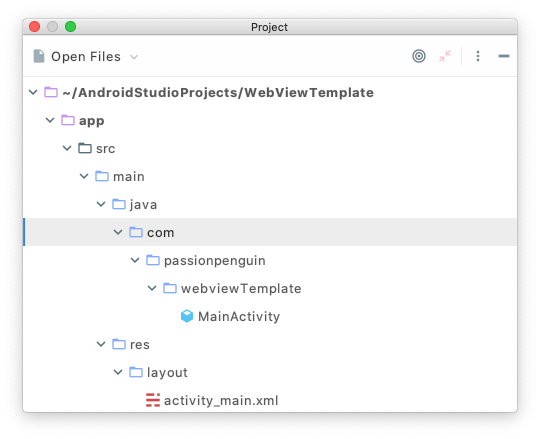 Project
Open Files
~/AndroidStudioProjects/WebViewTemplate
app
src
main
java
com
passionpenguin
webviewTemplate
MainActivity
res
layout
activity_main.xml